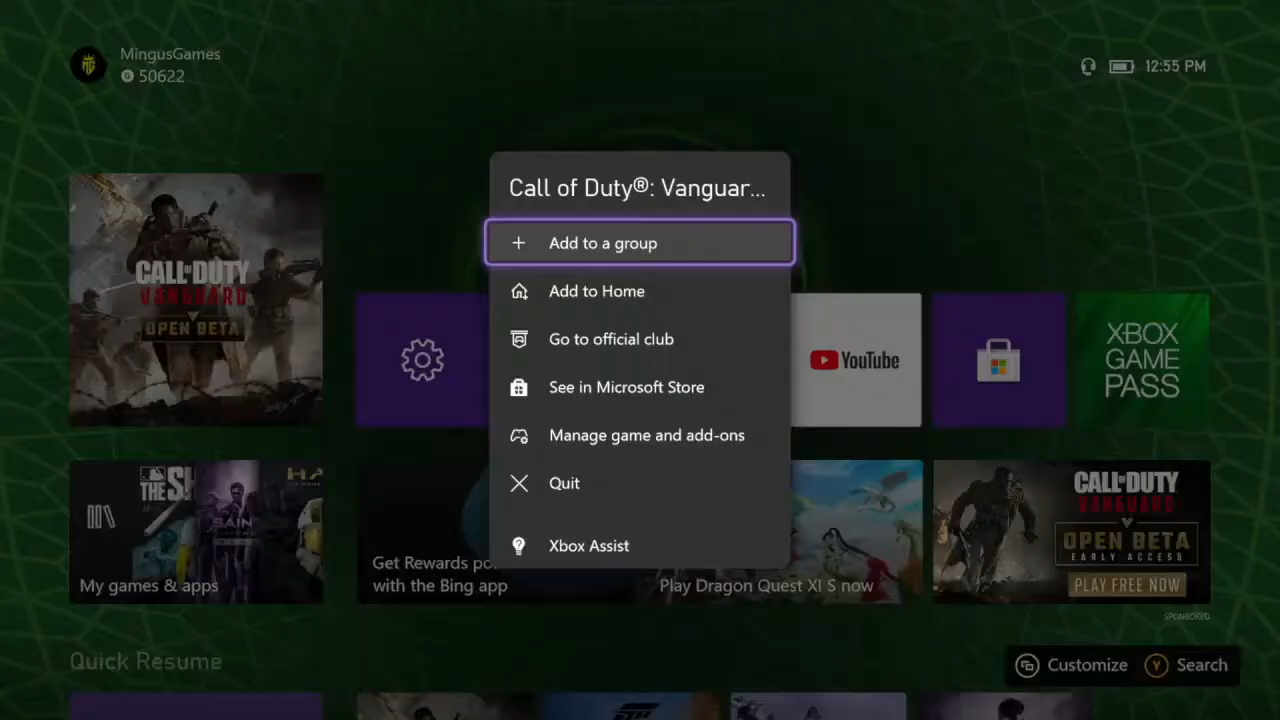 MingusGames
G 50622
12:55 PM
Call of Duty®: Vanguar...
Add to a group
Add to Home
Go to official club
See in Microsoft Store
Manage game and add-ons
Quit
Xbox Assist
CALL OF DUTY
VANGUARD
OPEN BETA
YouTube
XBOX
GAME
PASS
THE SH
HA
My games & apps
Get Rewards po
with the Bing app
Play Dragon Quest XI S now
CALL OF DUTY
VANGUARD
OPEN BETA
EARLY ACCESS
PLAY FREE NOW
SPONSORED
Quick Resume
Customize
Y Search